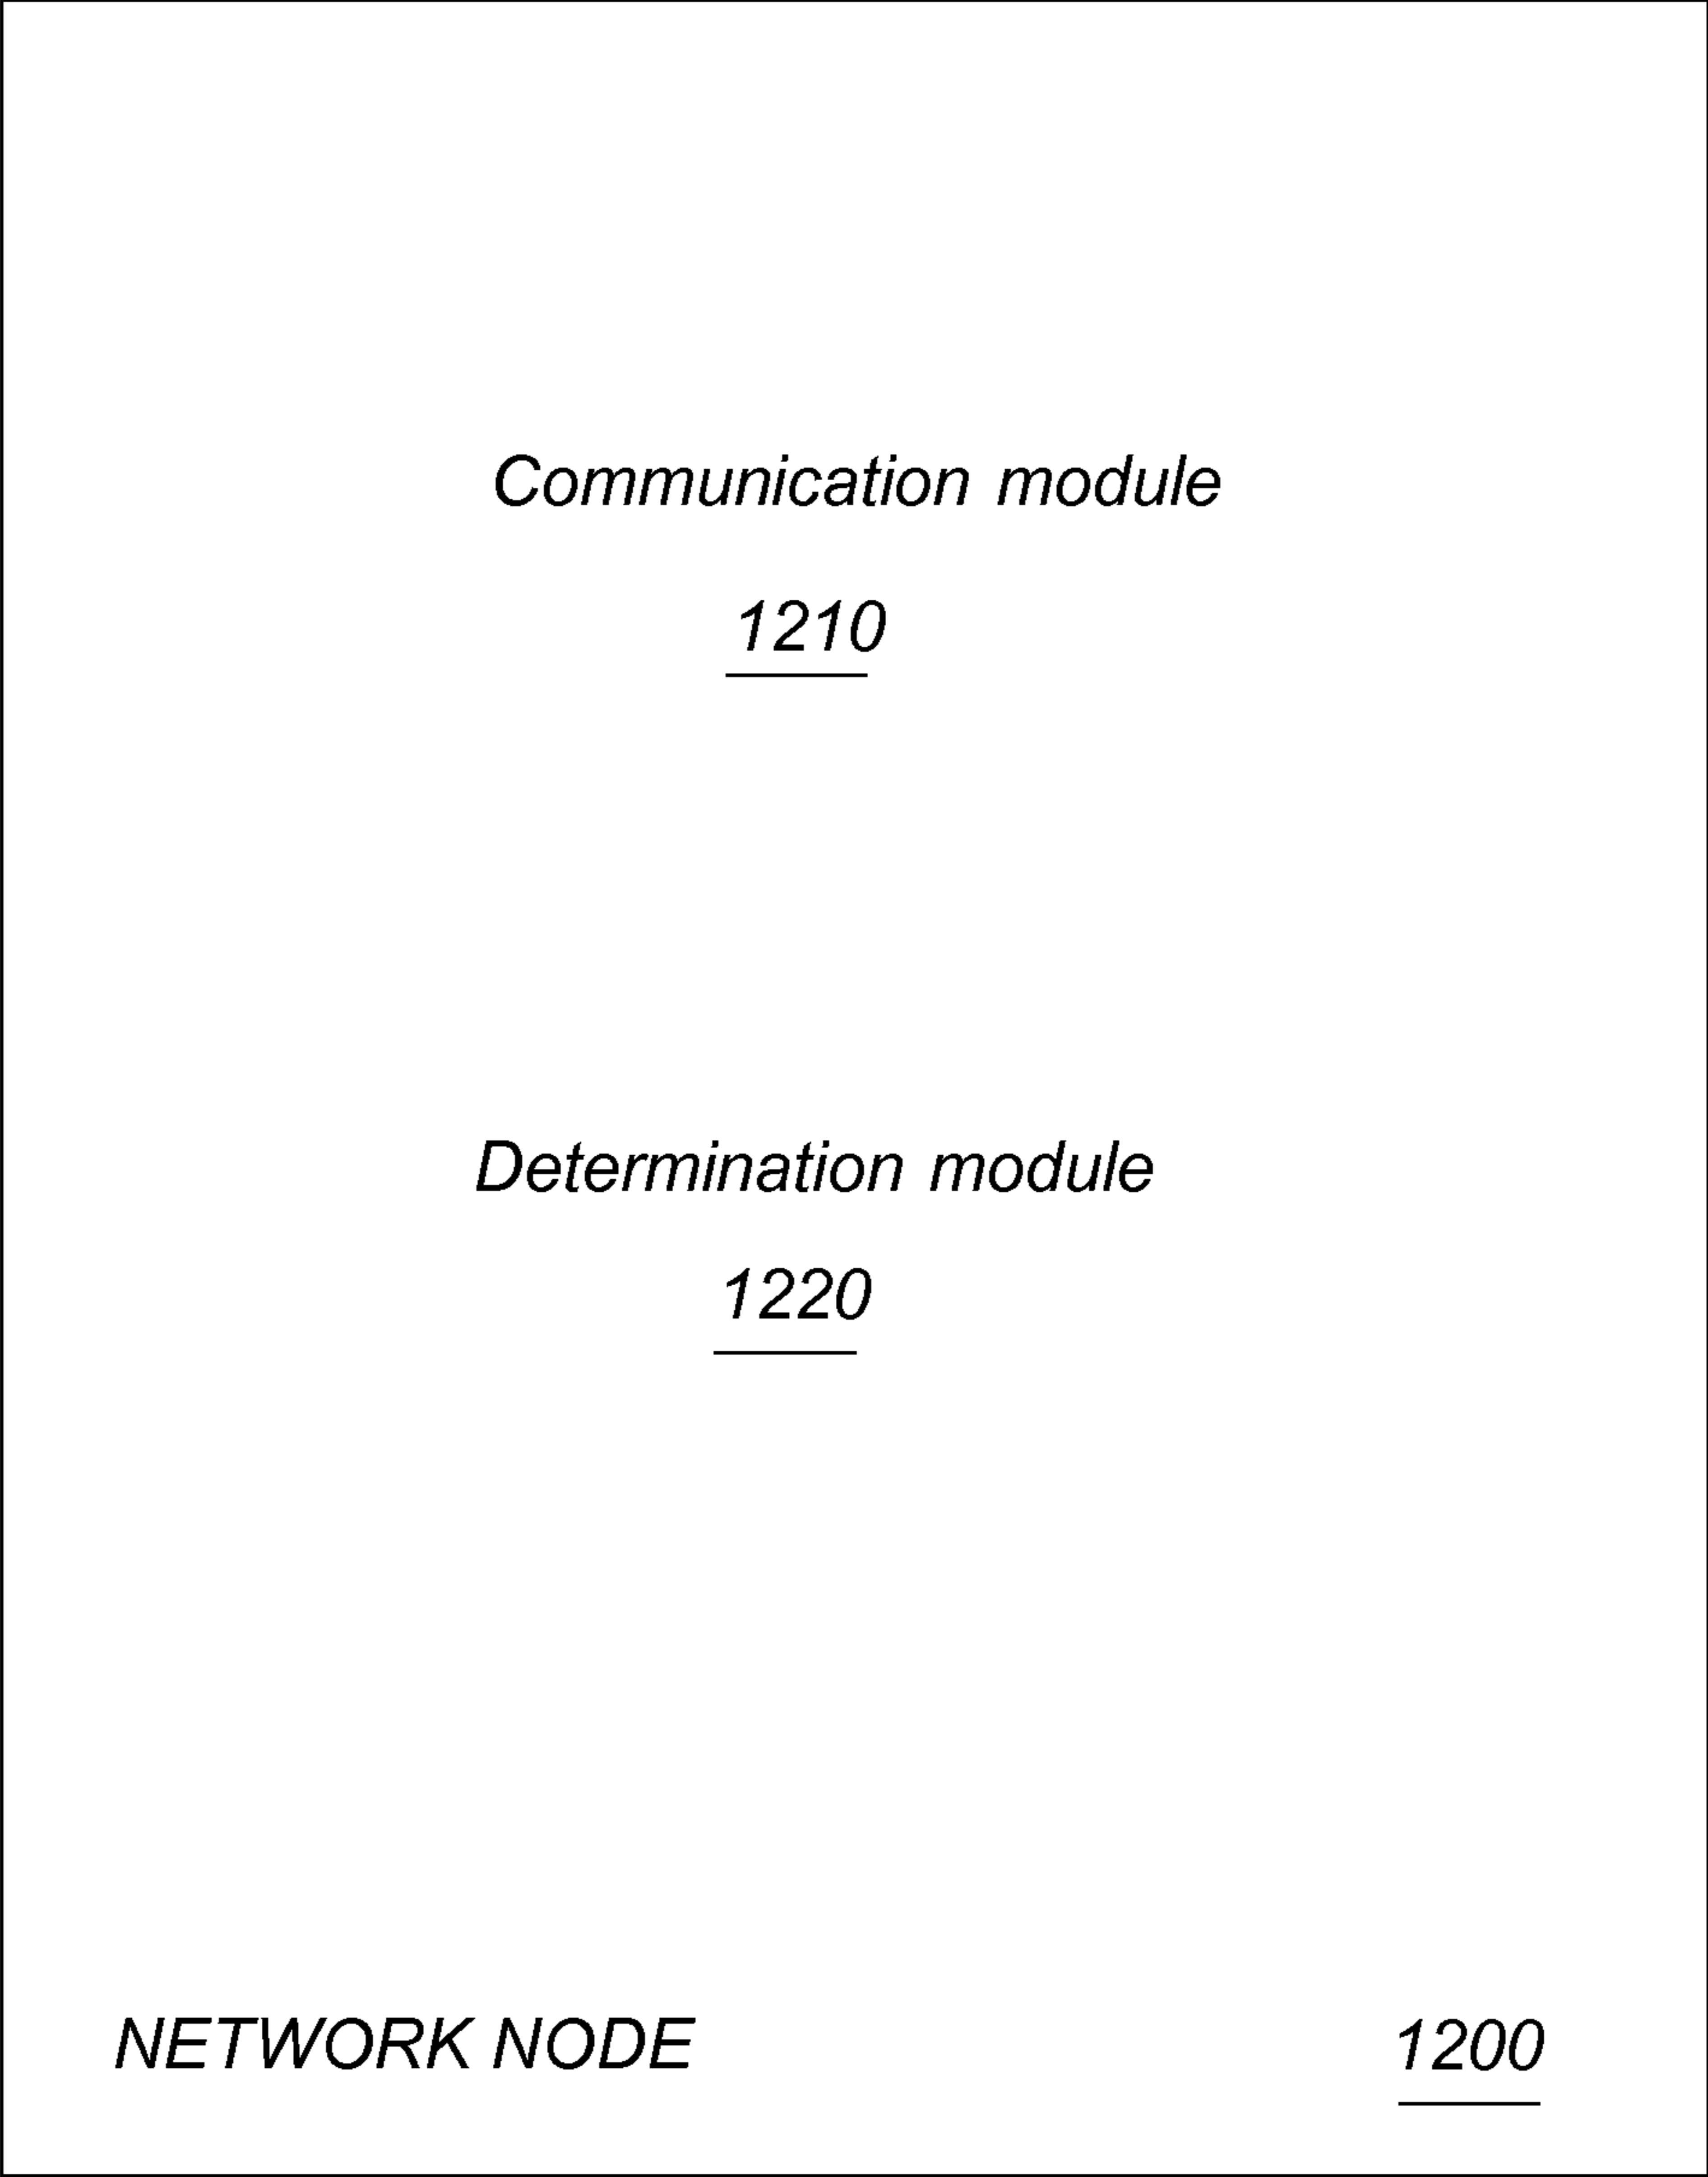 Communication module
1210
Determination module
1220
NETWORK NODE 1200